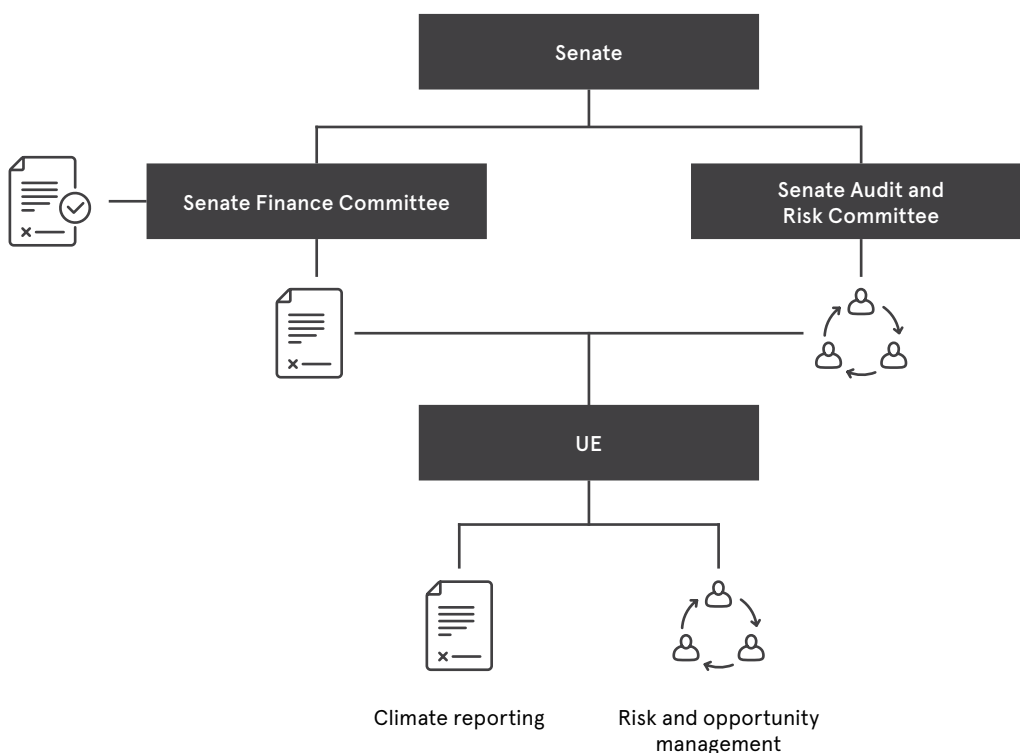 Senate
Senate Finance Committee
Senate Audit and
Risk Committee
UE
Climate reporting
Risk and opportunity
management